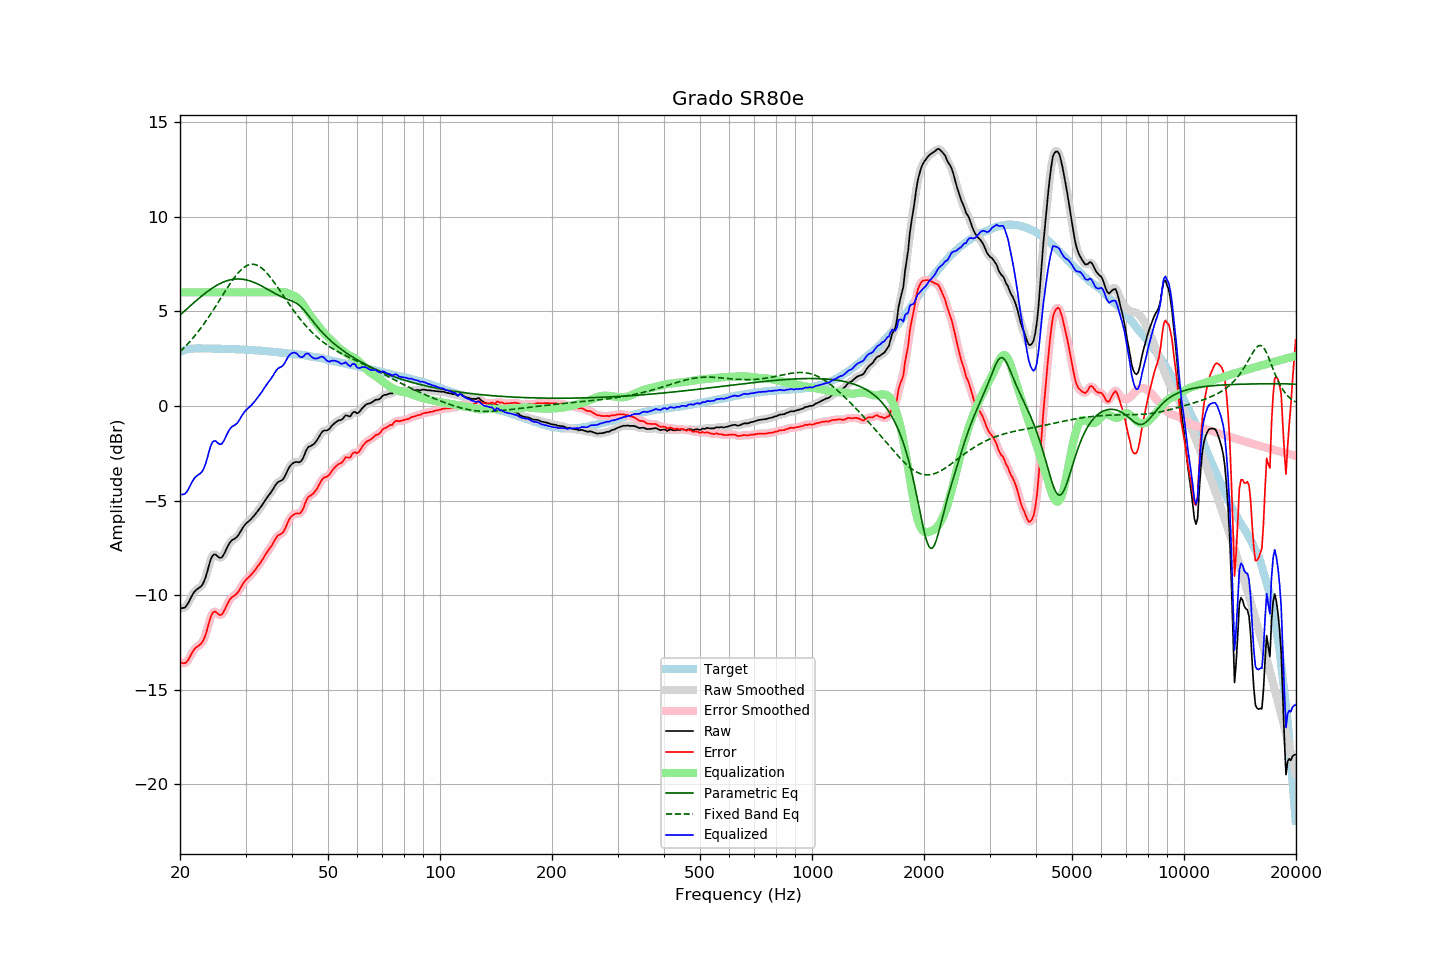 Grado SR80e
15
10
5
0
−5
−10
−15
−20
Amplitude (dBr)
Target
Raw Smoothed
Error Smoothed
Raw
Error
Equalization
Parametric Eq
Fixed Band Eq
Equalized
20
50
100
200
500
1000
2000
5000
10000
20000
Frequency (Hz)